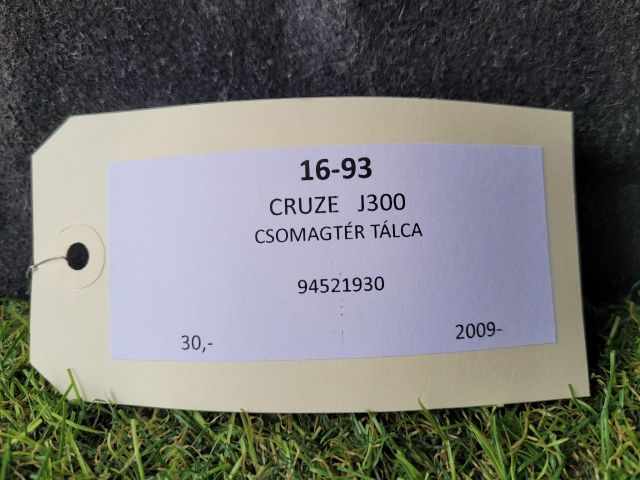 16-93
CRUZE J300
CSOMAGTÉR TÁLCA
94521930
30,- 2009-